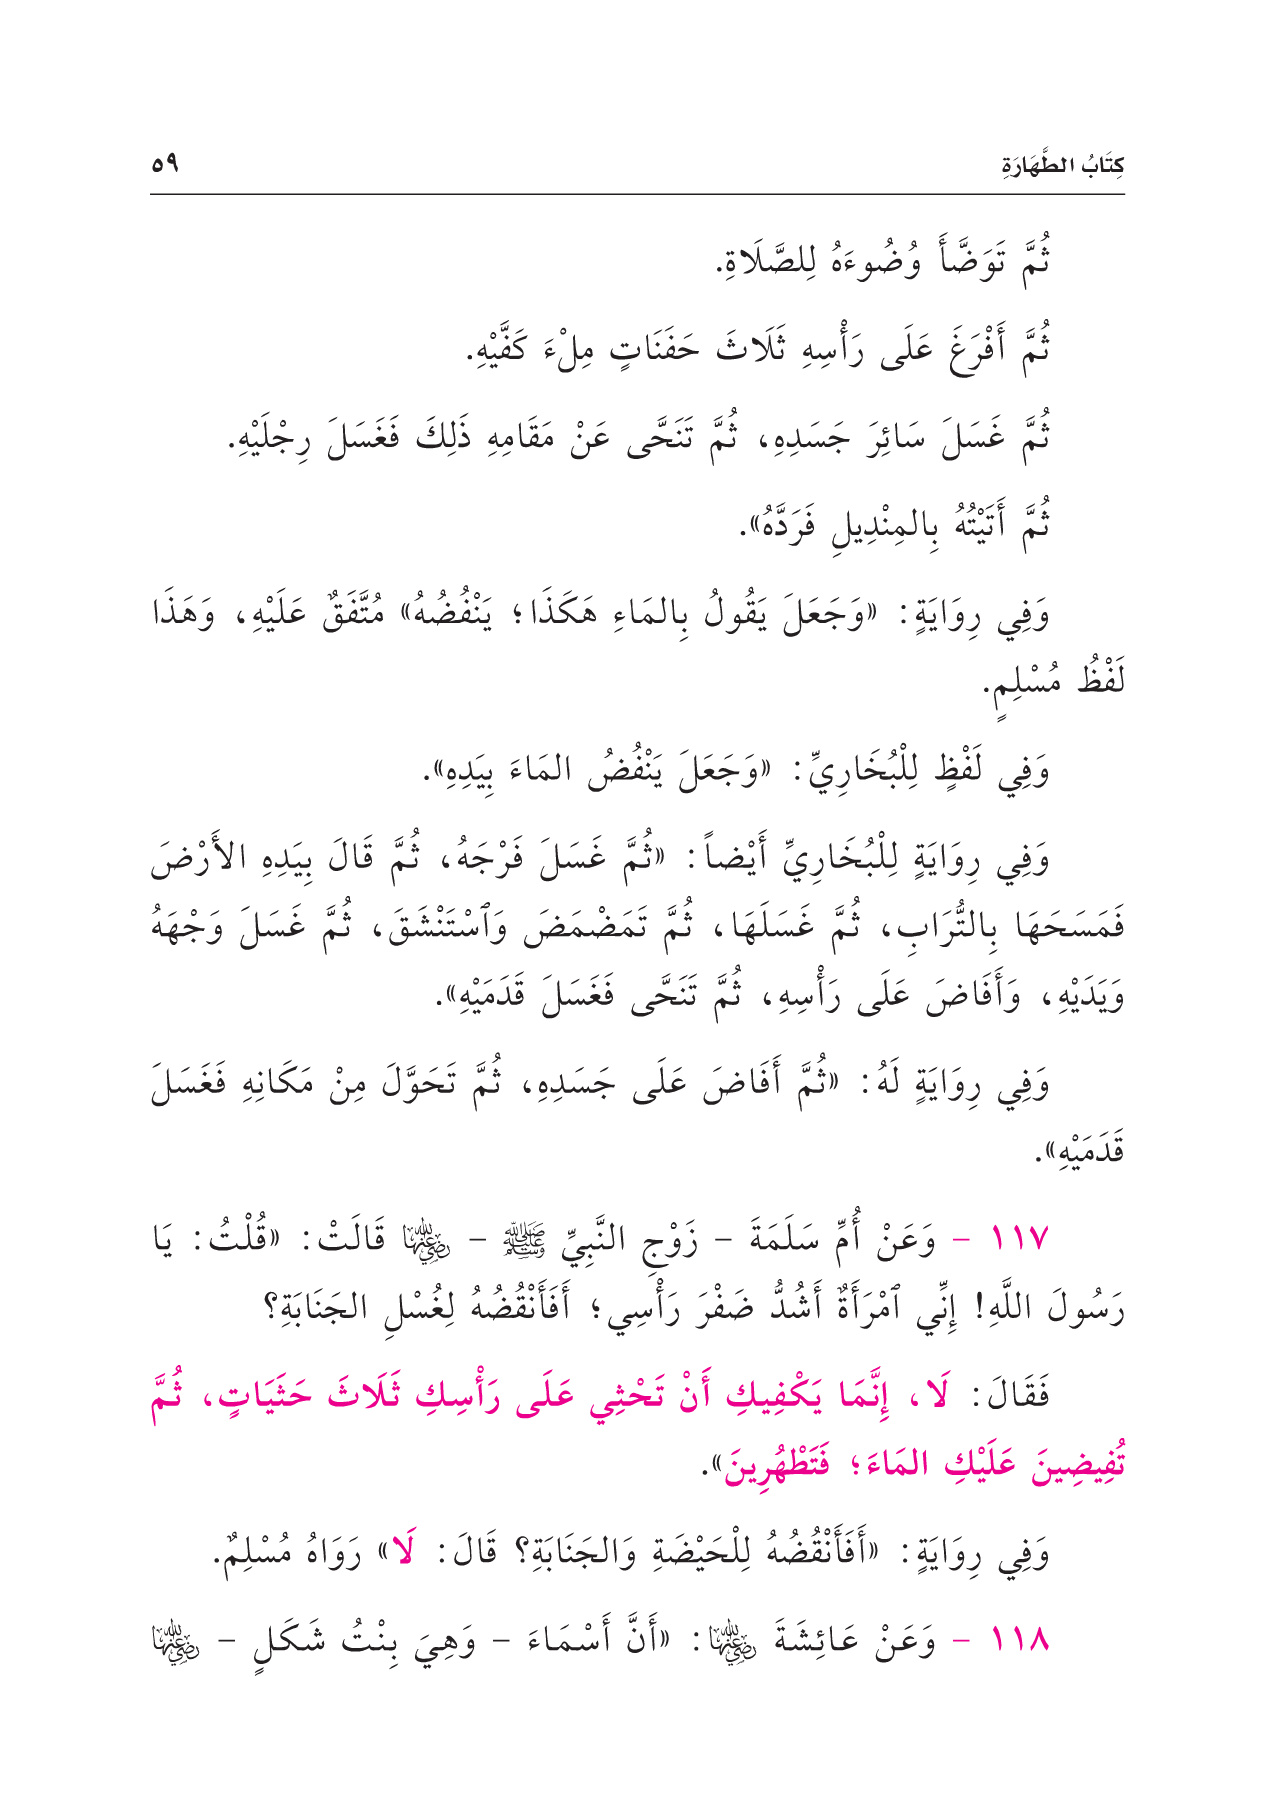 كِتَابُ الطَّهَارَةِ ٥٩
ثُمَّ تَوَضَّأَ وُضُوءَهُ لِلصَّلَاةِ.
ثُمَّ أَفْرَغَ عَلَى رَأْسِهِ ثَلَاثَ حَفَنَاتٍ مِلْءَ كَفَّيْهِ.
ثُمَّ غَسَلَ سَائِرَ جَسَدِهِ، ثُمَّ تَنَحَّى عَنْ مَقَامِهِ ذَلِكَ فَغَسَلَ رِجْلَيْهِ.
ثُمَّ أَتَيْتُهُ بِالمِنْدِيلِ فَرَدَّهُ».
وَفِي رِوَايَةٍ: «وَجَعَلَ يَقُولُ بِالمَاءِ هَكَذَا؛ يَنْفُضُهُ» مُتَّفَقٌ عَلَيْهِ، وَهَذَا
لَفْظُ مُسْلِمٍ.
وَفِي لَفْظٍ لِلْبُخَارِيِّ: «وَجَعَلَ يَنْفُضُ المَاءَ بِيَدِهِ».
وَفِي رِوَايَةٍ لِلْبُخَارِيِّ أَيْضاً: «ثُمَّ غَسَلَ فَرْجَهُ، ثُمَّ قَالَ بِيَدِهِ الأَرْضَ
فَمَسَحَهَا بِالتُّرَابِ، ثُمَّ غَسَلَهَا، ثُمَّ تَمَضْمَضَ وَٱسْتَنْشَقَ، ثُمَّ غَسَلَ وَجْهَهُ
وَيَدَيْهِ، وَأَفَاضَ عَلَى رَأْسِهِ، ثُمَّ تَنَحَّى فَغَسَلَ قَدَمَيْهِ».
وَفِي رِوَايَةٍ لَهُ: «ثُمَّ أَفَاضَ عَلَى جَسَدِهِ، ثُمَّ تَحَوَّلَ مِنْ مَكَانِهِ فَغَسَلَ
قَدَمَيْهِ».
١١٧ - وَعَنْ أُمِّ سَلَمَةَ - زَوْجِ النَّبِيِّ ﷺ - رضي الله عنها قَالَتْ: «قُلْتُ: يَا
رَسُولَ اللَّهِ! إِنِّي ٱمْرَأَةٌ أَشُدُّ ضَفْرَ رَأْسِي؛ أَفَأَنْقُضُهُ لِغُسْلِ الجَنَابَةِ؟
فَقَالَ: لَا، إِنَّمَا يَكْفِيكِ أَنْ تَحْثِي عَلَى رَأْسِكِ ثَلَاثَ حَثَيَاتٍ، ثُمَّ
تُفِيضِينَ عَلَيْكِ المَاءَ؛ فَتَطْهُرِينَ».
وَفِي رِوَايَةٍ: «أَفَأَنْقُضُهُ لِلْحَيْضَةِ وَالجَنَابَةِ؟ قَالَ: لَا» رَوَاهُ مُسْلِمٌ.
١١٨ - وَعَنْ عَائِشَةَ رضي الله عنها: «أَنَّ أَسْمَاءَ - وَهِيَ بِنْتُ شَكَلٍ - رضي الله عنها